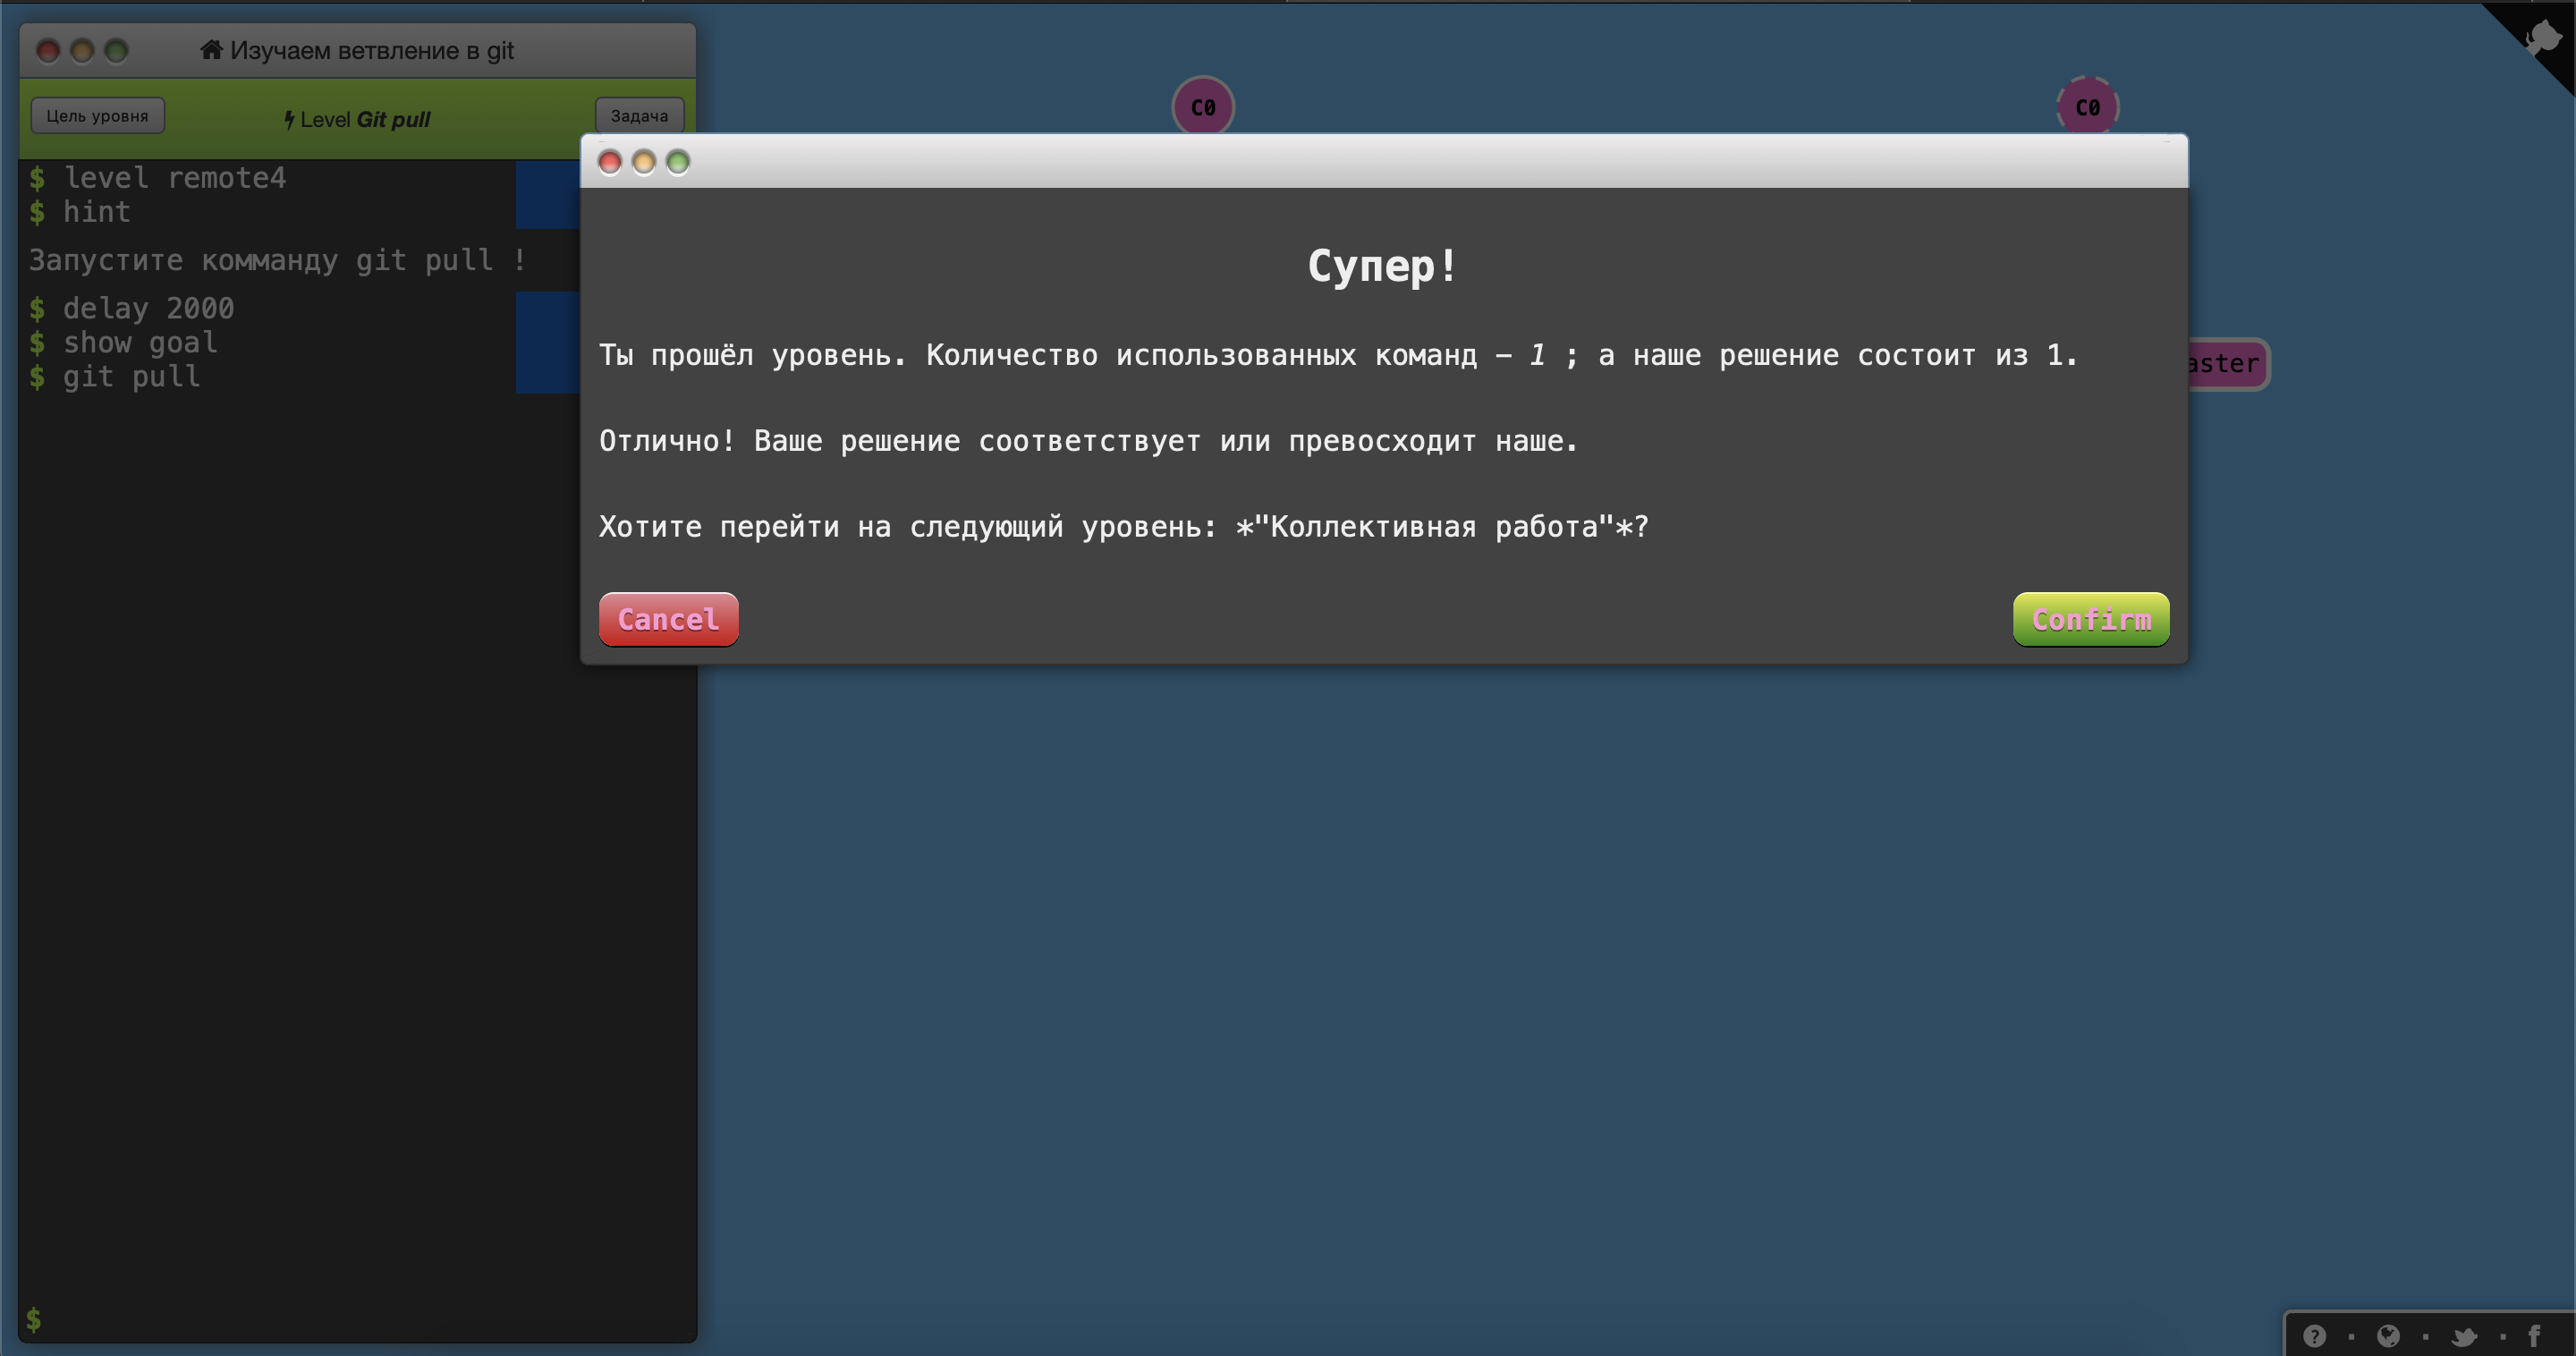 Изучаем ветвление в git
Цель уровня
Level Git pull
Задача
$ level remote4
$ hint
Запустите комманду git pull !
$ delay 2000
$ show goal
$ git pull
$
C0
C0
aster
Супер!
Ты прошёл уровень. Количество использованных команд – 1 ; а наше решение состоит из 1.
Отлично! Ваше решение соответствует или превосходит наше.
Хотите перейти на следующий уровень: *"Коллективная работа"*?
Cancel
Confirm